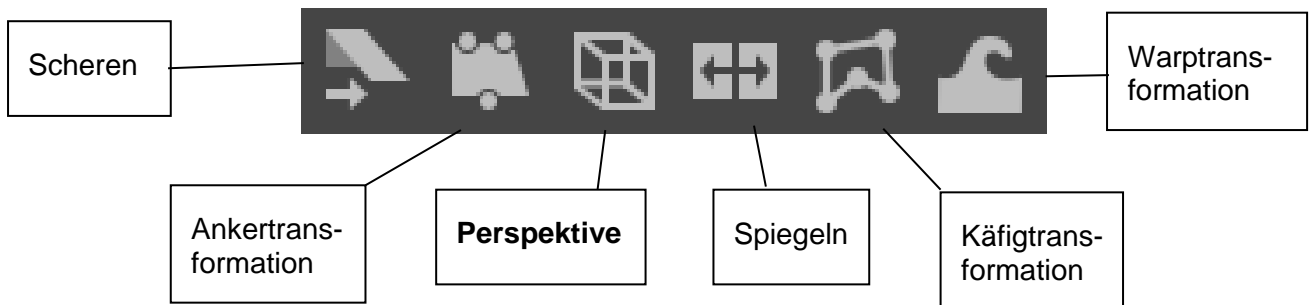 Scheren
Warptrans-
formation
Ankertrans-
formation
Perspektive
Spiegeln
Käfigtrans-
formation